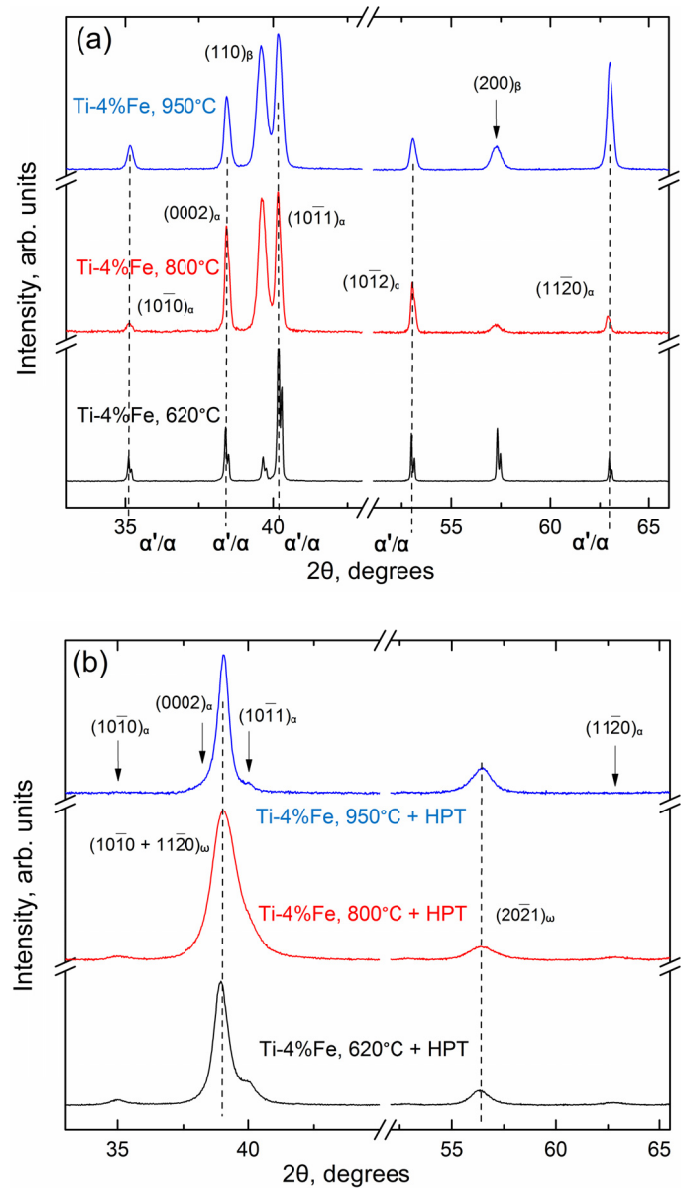 (a)
(110)β
Ti-4%Fe, 950°C
(200)β
(0002)α
(101̅1)α
Ti-4%Fe, 800°C
(101̅0)α
(101̅2)α
(112̅0)α
Ti-4%Fe, 620°C
Intensity, arb. units
35 40 55 60 65
α'/α α'/α α'/α α'/α α'/α
2θ, degrees
(b)
(101̅0)α
(0002)α
(101̅1)α
(112̅0)α
Ti-4%Fe, 950°C + HPT
(101̅0 + 112̅0)ω
Ti-4%Fe, 800°C + HPT
(202̅1)ω
Ti-4%Fe, 620°C + HPT
Intensity, arb. units
35 40 55 60 65
2θ, degrees